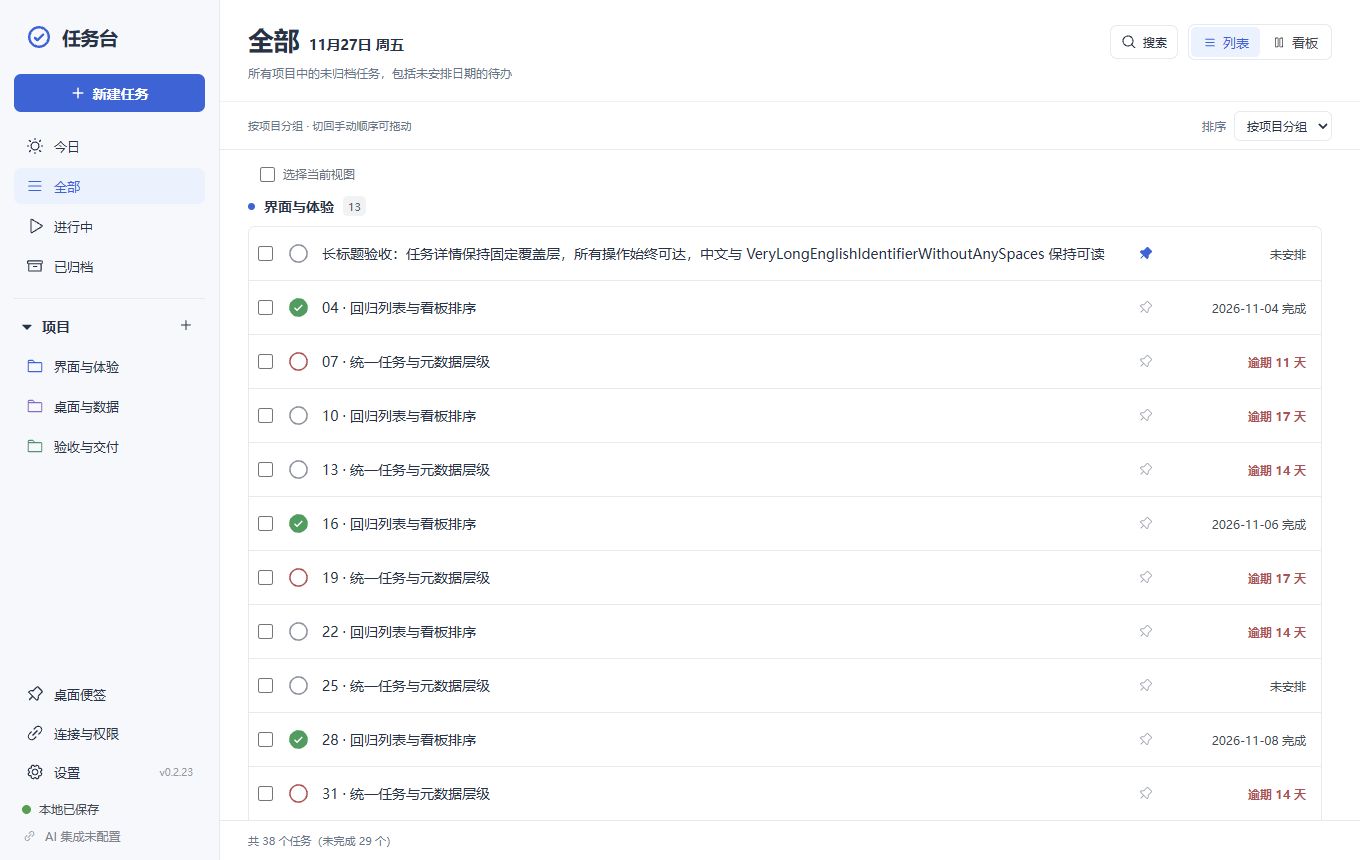 任务台
新建任务
今日
全部
进行中
已归档
项目
界面与体验
桌面与数据
验收与交付
桌面便签
连接与权限
设置 v0.2.23
本地已保存
AI 集成未配置
全部 11月27日 周五
所有项目中的未归档任务，包括未安排日期的待办
搜索 列表 看板
按项目分组 · 切回手动顺序可拖动
排序 按项目分组
选择当前视图
界面与体验 13
长标题验收：任务详情保持固定覆盖层，所有操作始终可达，中文与 VeryLongEnglishIdentifierWithoutAnySpaces 保持可读 未安排
04 · 回归列表与看板排序 2026-11-04 完成
07 · 统一任务与元数据层级 逾期 11 天
10 · 回归列表与看板排序 逾期 17 天
13 · 统一任务与元数据层级 逾期 14 天
16 · 回归列表与看板排序 2026-11-06 完成
19 · 统一任务与元数据层级 逾期 17 天
22 · 回归列表与看板排序 逾期 14 天
25 · 统一任务与元数据层级 未安排
28 · 回归列表与看板排序 2026-11-08 完成
31 · 统一任务与元数据层级 逾期 14 天
共 38 个任务（未完成 29 个）